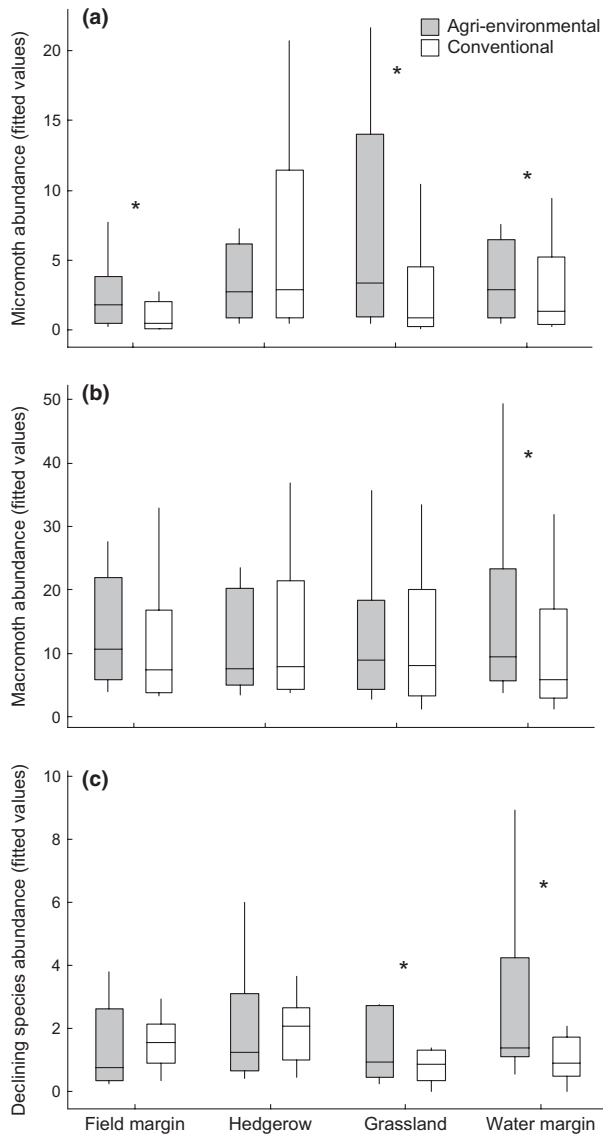 (a)
Agri-environmental
Conventional
Micromoth abundance (fitted values)
20
15
10
5
0
*
*
*
(b)
Macromoth abundance (fitted values)
50
40
30
20
10
0
*
(c)
Declining species abundance (fitted values)
10
8
6
4
2
0
*
*
Field margin
Hedgerow
Grassland
Water margin